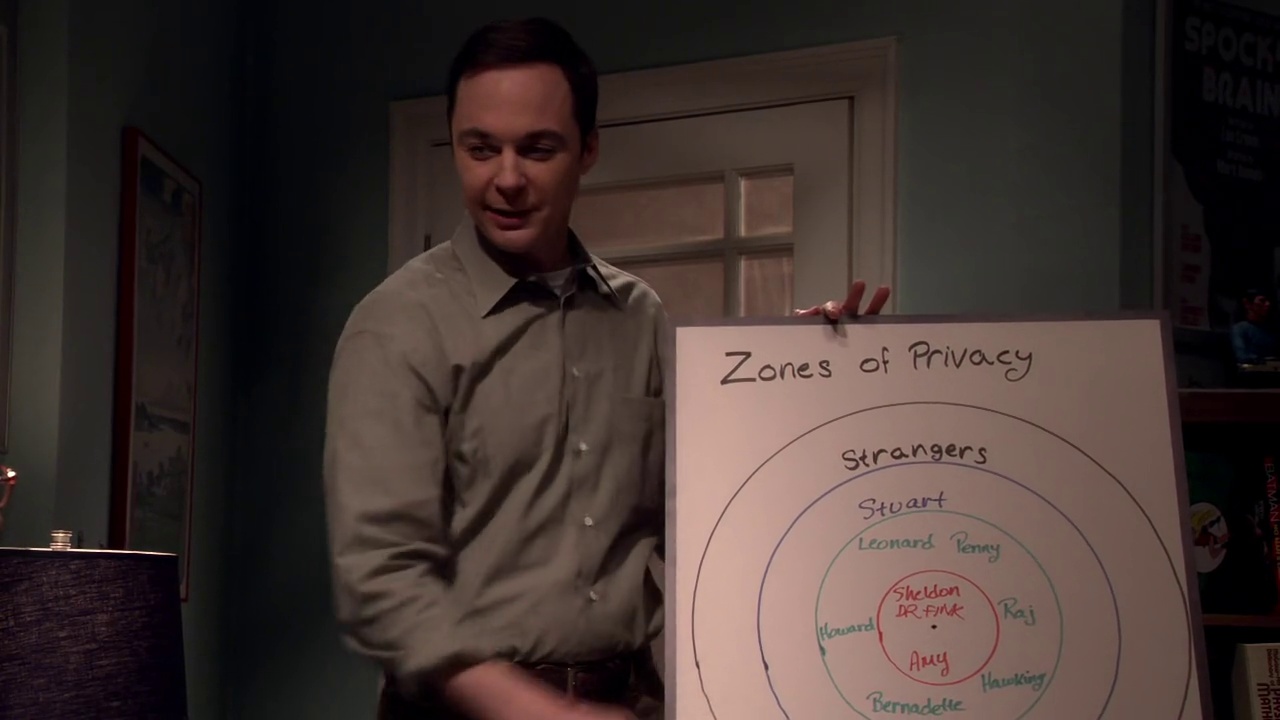 SPOCK'S
BRAIN
Zones of Privacy
Strangers
Stuart
Leonard Penny
Sheldon
DR FINK
Howard
Raj
Amy
Hawking
Bernadette